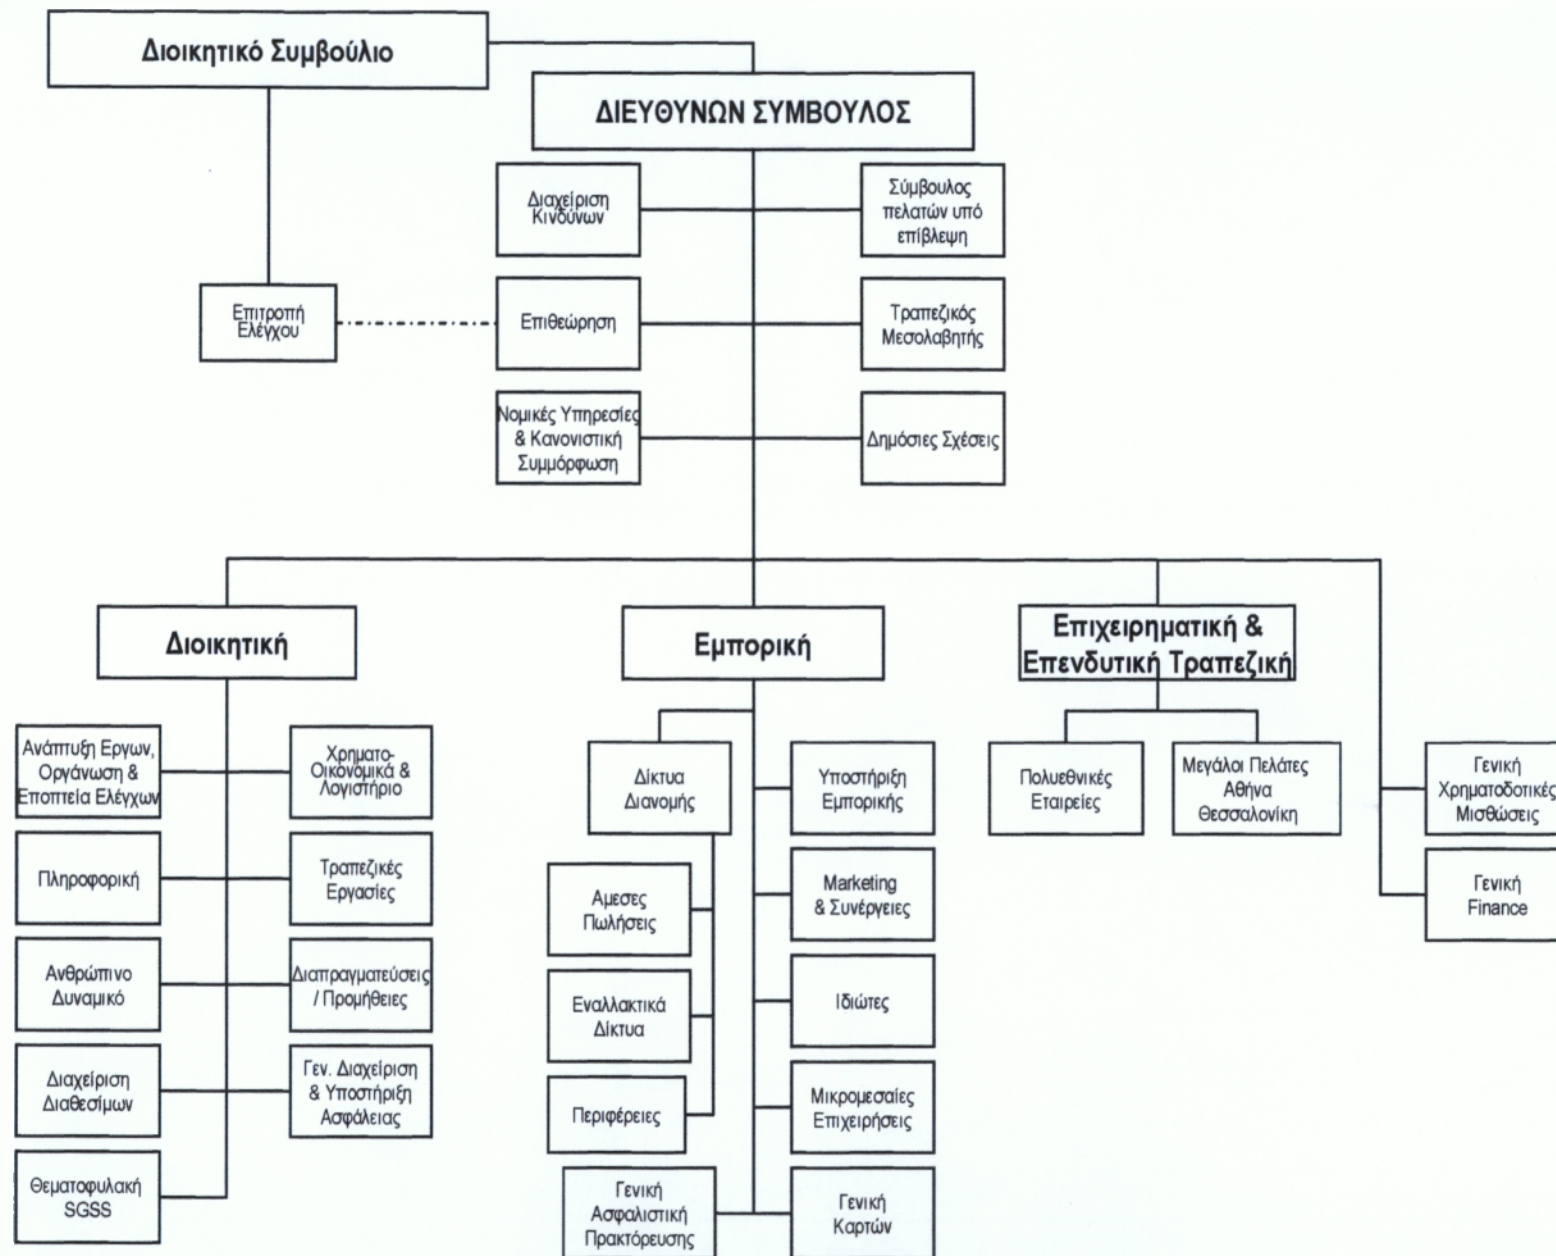 Διοικητικό Συμβούλιο
ΔΙΕΥΘΥΝΩΝ ΣΥΜΒΟΥΛΟΣ
Διαχείριση
Κινδύνων
Σύμβουλος
πελατών υπό
επίβλεψη
Επιτροπή
Ελέγχου
Επιθεώρηση
Τραπεζικός
Μεσολαβητής
Νομικές Υπηρεσίες
& Κανονιστική
Συμμόρφωση
Δημόσιες Σχέσεις
Διοικητική
Εμπορική
Επιχειρηματική &
Επενδυτική Τραπεζική
Ανάπτυξη Εργων,
Οργάνωση &
Εποπτεία Ελέγχων
Χρηματο-
Οικονομικά &
Λογιστήριο
Πληροφορική
Τραπεζικές
Εργασίες
Ανθρώπινο
Δυναμικό
Διαπραγματεύσεις
/ Προμήθειες
Διαχείριση
Διαθεσίμων
Γεν. Διαχείριση
& Υποστήριξη
Ασφάλειας
Θεματοφυλακή
SGSS
Δίκτυα
Διανομής
Υποστήριξη
Εμπορικής
Αμεσες
Πωλήσεις
Marketing
& Συνέργειες
Εναλλακτικά
Δίκτυα
Ιδιώτες
Περιφέρειες
Μικρομεσαίες
Επιχειρήσεις
Γενική
Ασφαλιστική
Πρακτόρευσης
Γενική
Καρτών
Πολυεθνικές
Εταιρείες
Μεγάλοι Πελάτες
Αθήνα
Θεσσαλονίκη
Γενική
Χρηματοδοτικές
Μισθώσεις
Γενική
Finance